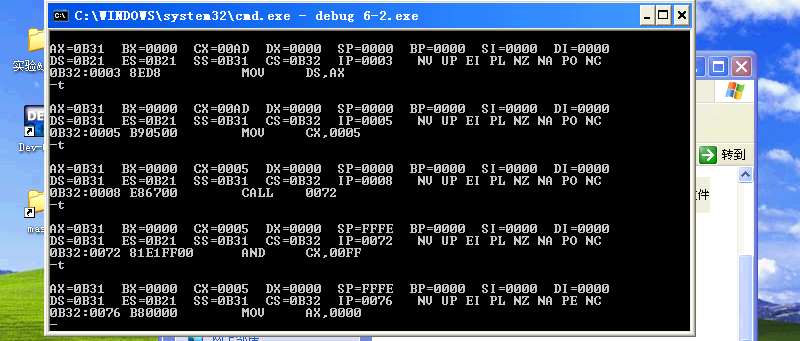 C:\WINDOWS\system32\cmd.exe - debug 6-2.exe
AX=0B31 BX=0000 CX=00AD DX=0000 SP=0000 BP=0000 SI=0000 DI=0000
DS=0B21 ES=0B21 SS=0B31 CS=0B32 IP=0003 NV UP EI PL NZ NA PO NC
0B32:0003 8ED8 MOV DS,AX
-t
AX=0B31 BX=0000 CX=00AD DX=0000 SP=0000 BP=0000 SI=0000 DI=0000
DS=0B31 ES=0B21 SS=0B31 CS=0B32 IP=0005 NV UP EI PL NZ NA PO NC
0B32:0005 B90500 MOV CX,0005
-t
AX=0B31 BX=0000 CX=0005 DX=0000 SP=0000 BP=0000 SI=0000 DI=0000
DS=0B31 ES=0B21 SS=0B31 CS=0B32 IP=0008 NV UP EI PL NZ NA PO NC
0B32:0008 E86700 CALL 0072
-t
AX=0B31 BX=0000 CX=0005 DX=0000 SP=FFFE BP=0000 SI=0000 DI=0000
DS=0B31 ES=0B21 SS=0B31 CS=0B32 IP=0072 NV UP EI PL NZ NA PO NC
0B32:0072 81E1FF00 AND CX,00FF
-t
AX=0B31 BX=0000 CX=0005 DX=0000 SP=FFFE BP=0000 SI=0000 DI=0000
DS=0B31 ES=0B21 SS=0B31 CS=0B32 IP=0076 NV UP EI PL NZ NA PE NC
0B32:0076 B80000 MOV AX,0000
-
实验&
Dev-
mas
转到
件